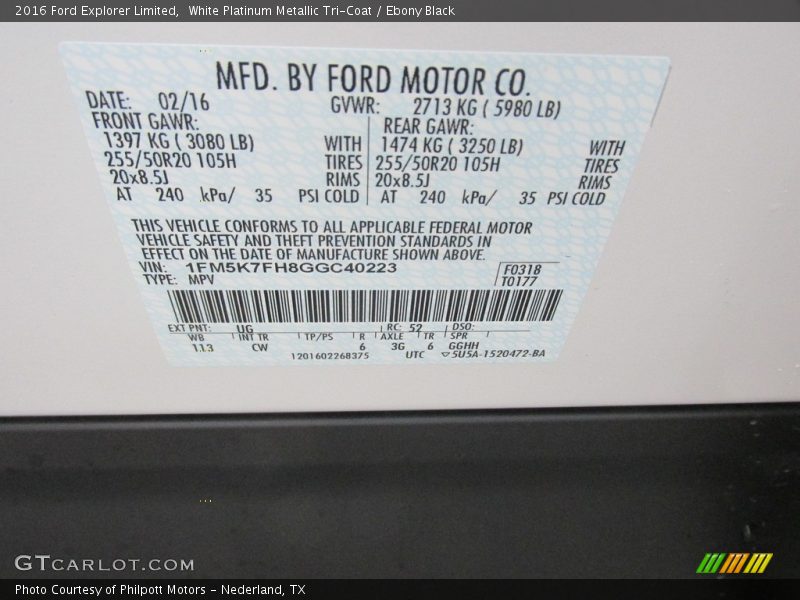 2016 Ford Explorer Limited,  White Platinum Metallic Tri-Coat / Ebony Black
MFD. BY FORD MOTOR CO.
DATE: 02/16 GVWR: 2713 KG ( 5980 LB)
FRONT GAWR: REAR GAWR:
1397 KG ( 3080 LB) WITH 1474 KG ( 3250 LB) WITH
255/50R20 105H TIRES 255/50R20 105H TIRES
20x8.5J RIMS 20x8.5J RIMS
AT 240 kPa/ 35 PSI COLD AT 240 kPa/ 35 PSI COLD
THIS VEHICLE CONFORMS TO ALL APPLICABLE FEDERAL MOTOR
VEHICLE SAFETY AND THEFT PREVENTION STANDARDS IN
EFFECT ON THE DATE OF MANUFACTURE SHOWN ABOVE.
VIN: 1FM5K7FH8GGC40223 F0318
TYPE: MPV T0177
EXT PNT: UG RC: 52 DSO:
WB INT TR TP/PS R AXLE TR SPR
113 CW 6 3G 6 GGHH
1201602268375 UTC ▽5U5A-1520472-BA
GTCARLOT.COM
Photo Courtesy of Philpott Motors - Nederland, TX